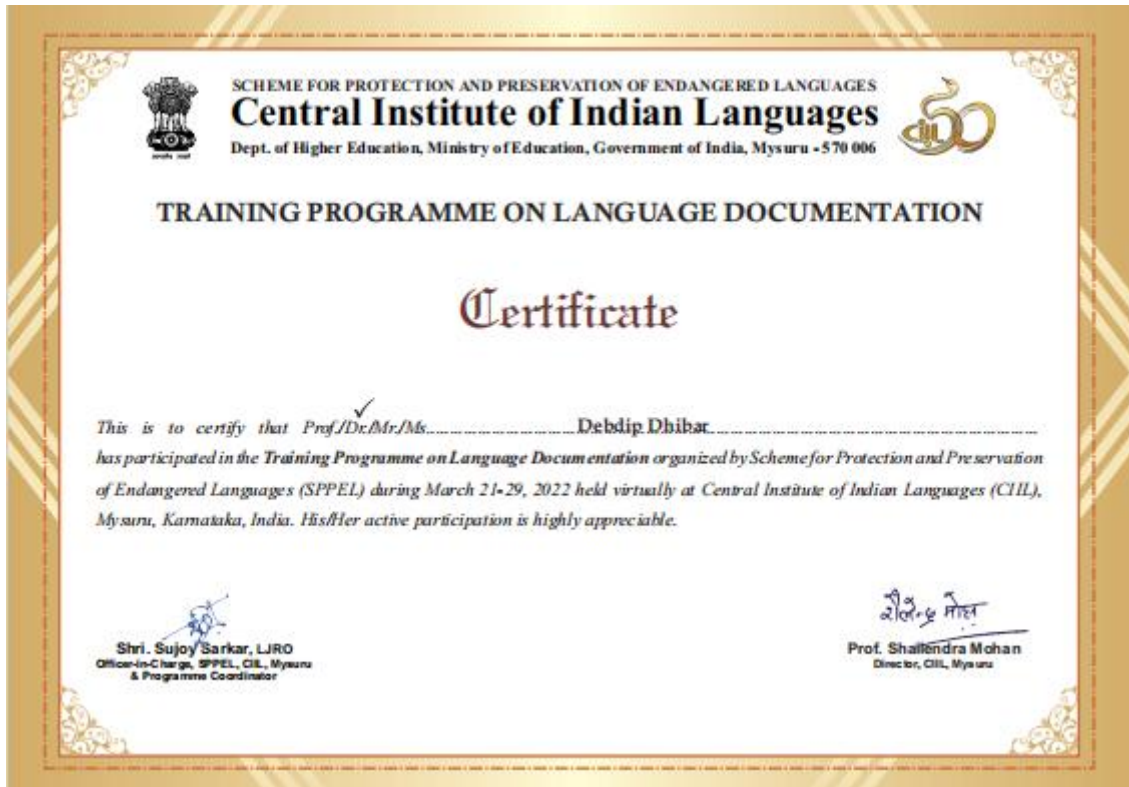 SCHEME FOR PROTECTION AND PRESERVATION OF ENDANGERED LANGUAGES
Central Institute of Indian Languages
Dept. of Higher Education, Ministry of Education, Government of India, Mysuru - 570 006
TRAINING PROGRAMME ON LANGUAGE DOCUMENTATION
Certificate
This is to certify that Prof./Dr./Mr./Ms. Debdip Dhibar
has participated in the Training Programme on Language Documentation organized by Scheme for Protection and Preservation
of Endangered Languages (SPPEL) during March 21-29, 2022 held virtually at Central Institute of Indian Languages (CIIL),
Mysuru, Karnataka, India. His/Her active participation is highly appreciable.
Shri. Sujoy Sarkar, LJRO
Officer-in-Charge, SPPEL, CIIL, Mysuru
& Programme Coordinator
शैलेन्द्र मोहन
Prof. Shailendra Mohan
Director, CIIL, Mysuru